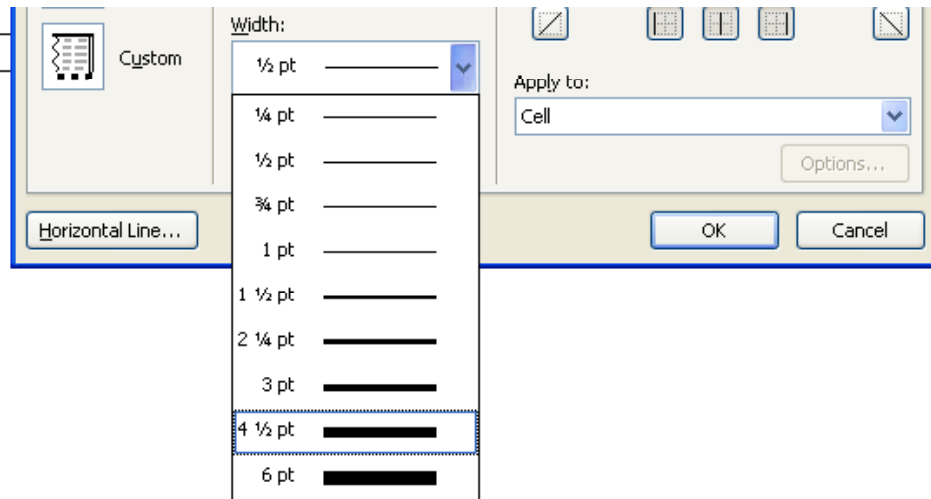 Width:
Custom
½ pt
Apply to:
Cell
¼ pt
½ pt
Options...
¾ pt
Horizontal Line...
1 pt
OK
Cancel
1 ½ pt
2 ¼ pt
3 pt
4 ½ pt
6 pt